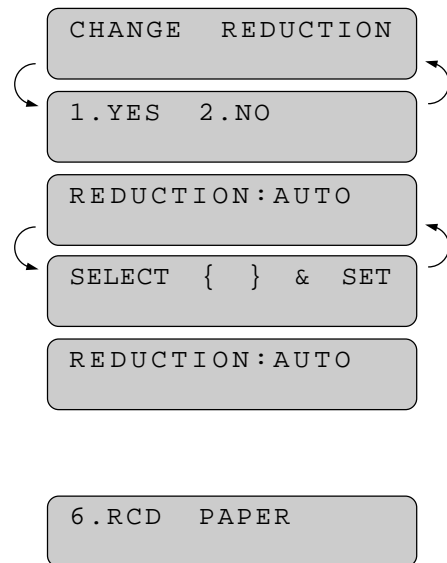 CHANGE REDUCTION
1.YES 2.NO
REDUCTION:AUTO
SELECT { } & SET
REDUCTION:AUTO
6.RCD PAPER